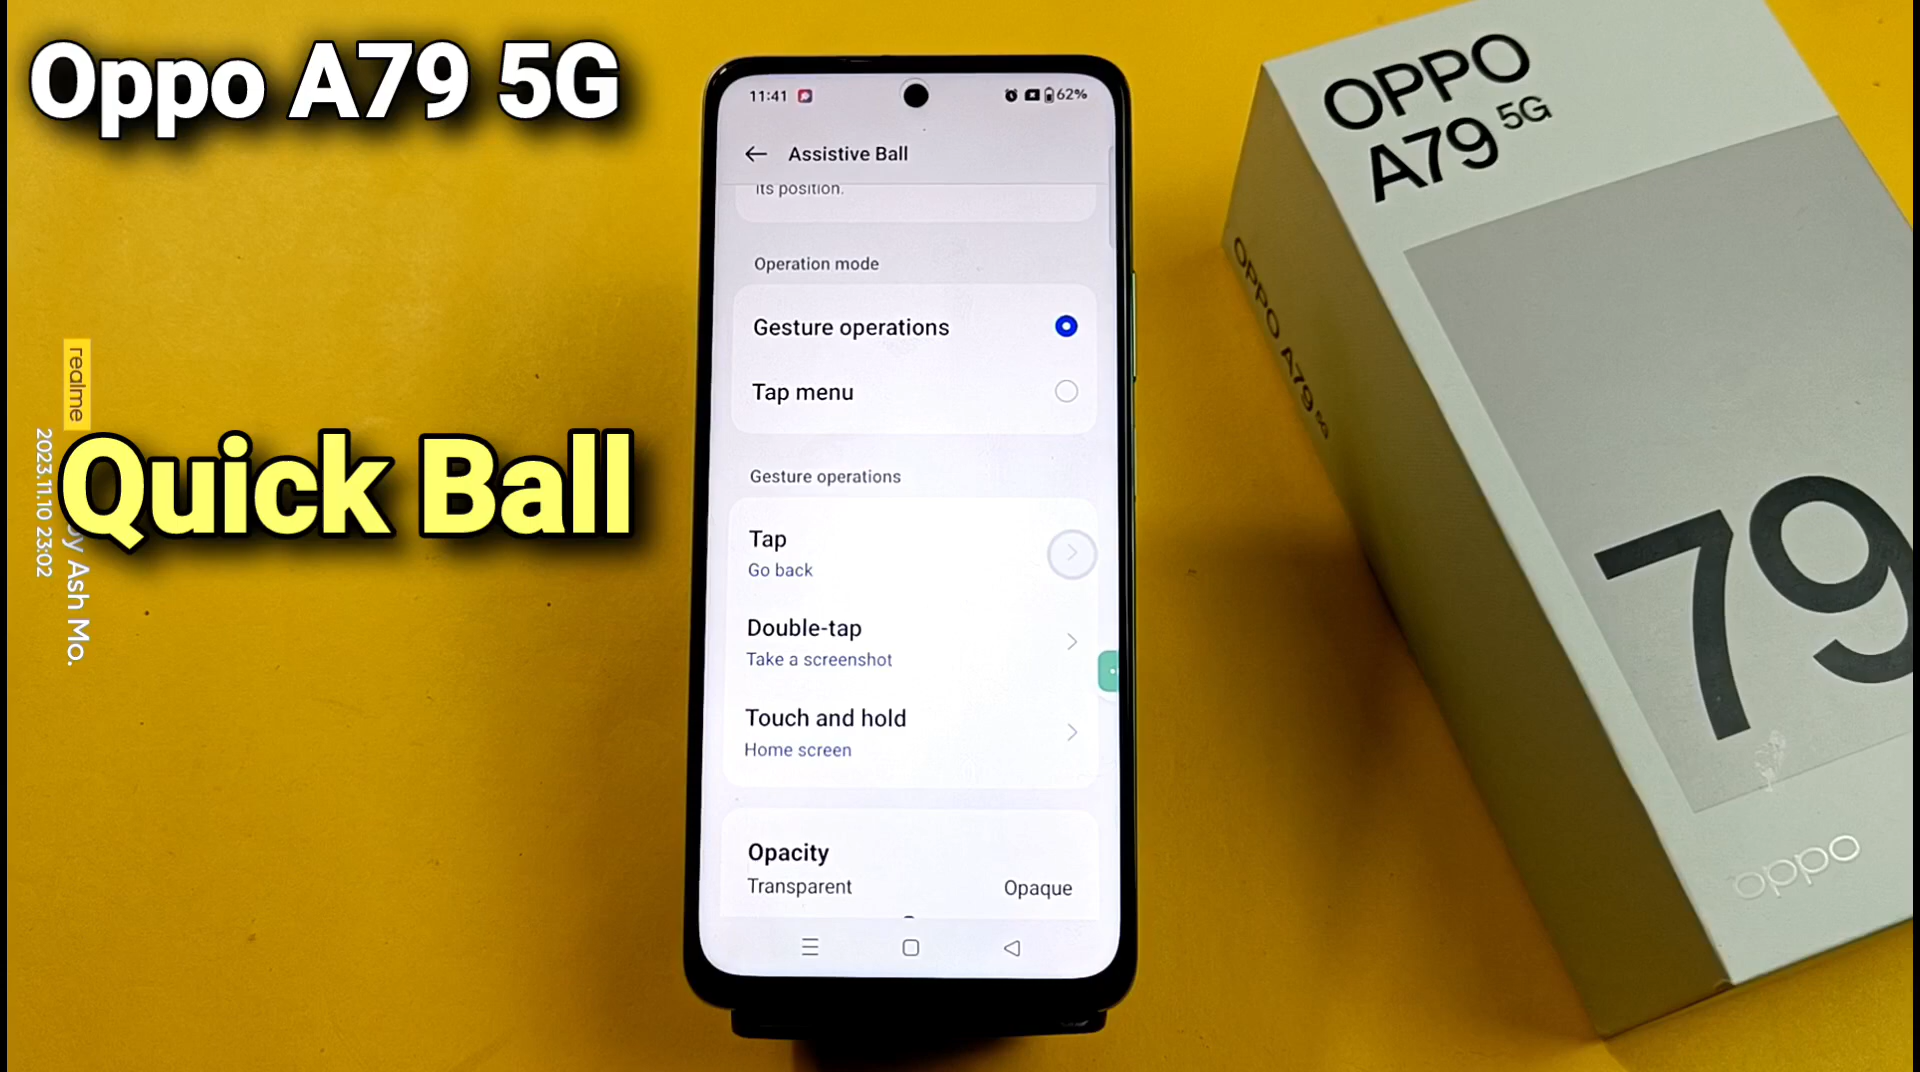 Oppo A79 5G
Quick Ball
realme
by Ash Mo.
2023.11.10 23:02
11:41
62%
Assistive Ball
its position.
Operation mode
Gesture operations
Tap menu
Gesture operations
Tap
Go back
Double-tap
Take a screenshot
Touch and hold
Home screen
Opacity
Transparent
Opaque
OPPO
A79 5G
OPPO A79 5G
79
oppo